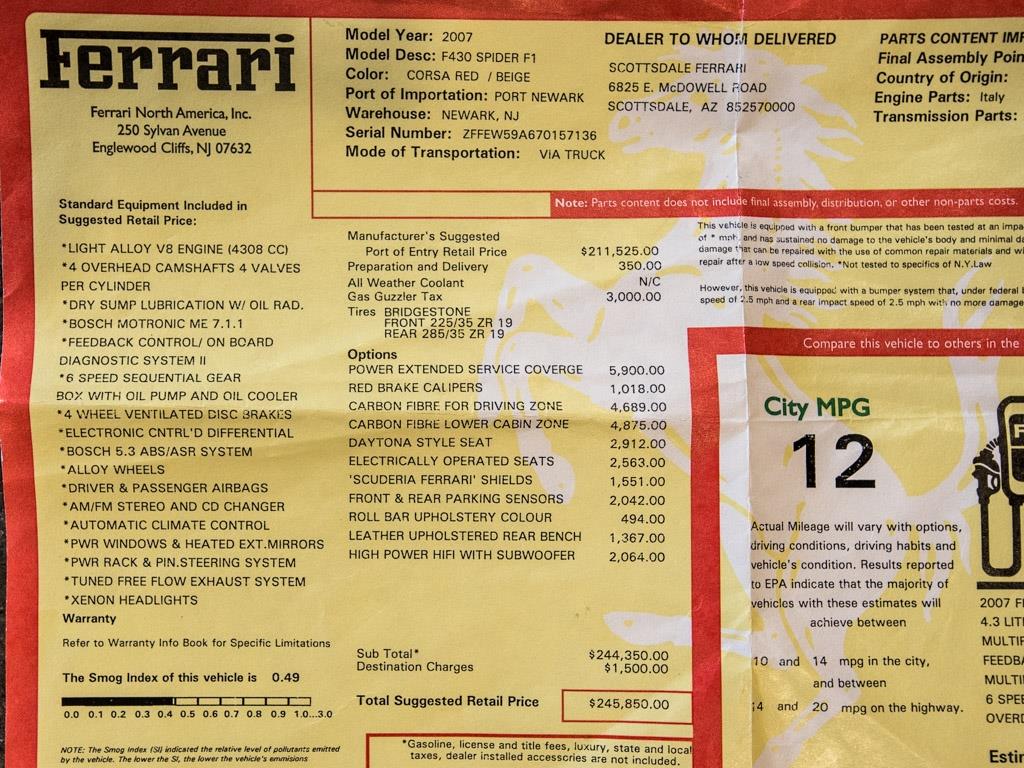 Ferrari
Ferrari North America, Inc.
250 Sylvan Avenue
Englewood Cliffs, NJ 07632
Model Year: 2007
Model Desc: F430 SPIDER F1
Color: CORSA RED / BEIGE
Port of Importation: PORT NEWARK
Warehouse: NEWARK, NJ
Serial Number: ZFFEW59A670157136
Mode of Transportation: VIA TRUCK
DEALER TO WHOM DELIVERED
SCOTTSDALE FERRARI
6825 E. McDOWELL ROAD
SCOTTSDALE, AZ 852570000
PARTS CONTENT
Final Assembly
Country of Origin:
Engine Parts: Italy
Transmission Parts:
Note: Parts content does not include final assembly, distribution, or other non-parts costs.
Standard Equipment Included in
Suggested Retail Price:
*LIGHT ALLOY V8 ENGINE (4308 CC)
*4 OVERHEAD CAMSHAFTS 4 VALVES
PER CYLINDER
*DRY SUMP LUBRICATION W/ OIL RAD.
*BOSCH MOTRONIC ME 7.1.1
*FEEDBACK CONTROL/ ON BOARD
DIAGNOSTIC SYSTEM II
*6 SPEED SEQUENTIAL GEAR
BOX WITH OIL PUMP AND OIL COOLER
*4 WHEEL VENTILATED DISC BRAKES
*ELECTRONIC CNTRL'D DIFFERENTIAL
*BOSCH 5.3 ABS/ASR SYSTEM
*ALLOY WHEELS
*DRIVER & PASSENGER AIRBAGS
*AM/FM STEREO AND CD CHANGER
*AUTOMATIC CLIMATE CONTROL
*PWR WINDOWS & HEATED EXT.MIRRORS
*PWR RACK & PIN.STEERING SYSTEM
*TUNED FREE FLOW EXHAUST SYSTEM
*XENON HEADLIGHTS
Warranty
Refer to Warranty Info Book for Specific Limitations
The Smog Index of this vehicle is 0.49
0.0 0.1 0.2 0.3 0.4 0.5 0.6 0.7 0.8 0.9 1.0...3.0
NOTE: The Smog Index (SI) indicated the relative level of pollutants emitted
by the vehicle. The lower the SI, the lower the vehicle's emmisions
Manufacturer's Suggested
Port of Entry Retail Price $211,525.00
Preparation and Delivery 350.00
All Weather Coolant N/C
Gas Guzzler Tax 3,000.00
Tires BRIDGESTONE
FRONT 225/35 ZR 19
REAR 285/35 ZR 19
Options
POWER EXTENDED SERVICE COVERGE 5,900.00
RED BRAKE CALIPERS 1,018.00
CARBON FIBRE FOR DRIVING ZONE 4,689.00
CARBON FIBRE LOWER CABIN ZONE 4,875.00
DAYTONA STYLE SEAT 2,912.00
ELECTRICALLY OPERATED SEATS 2,563.00
'SCUDERIA FERRARI' SHIELDS 1,551.00
FRONT & REAR PARKING SENSORS 2,042.00
ROLL BAR UPHOLSTERY COLOUR 494.00
LEATHER UPHOLSTERED REAR BENCH 1,367.00
HIGH POWER HIFI WITH SUBWOOFER 2,064.00
Sub Total* $244,350.00
Destination Charges $1,500.00
Total Suggested Retail Price $245,850.00
*Gasoline, license and title fees, luxury, state and local
taxes, dealer installed accessories are not included.
This vehicle is equipped with a front bumper that has been tested at an
of * mph, and has sustained no damage to the vehicle's body and minimal
damage that can be repaired with the use of common repair materials and
repair after a low speed collision. *Not tested to specifics of N.Y.Law
However, this vehicle is equipped with a bumper system that, under federal
speed of 2.5 mph and a rear impact speed of 2.5 mph with no more damage
Compare this vehicle to others in the
City MPG
12
Actual Mileage will vary with options,
driving conditions, driving habits and
vehicle's condition. Results reported
to EPA indicate that the majority of
vehicles with these estimates will
achieve between
10 and 14 mpg in the city,
and between
and 20 mpg on the highway.
2007
4.3
6